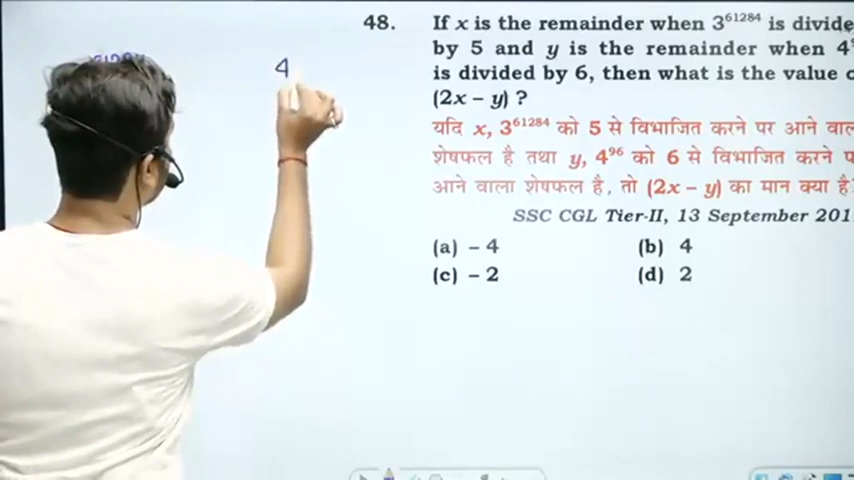 48. If x is the remainder when 3^61284 is divide
by 5 and y is the remainder when 4^9
is divided by 6, then what is the value
(2x – y) ?
यदि x, 3^61284 को 5 से विभाजित करने पर आने वाल
शेषफल है तथा y, 4^96 को 6 से विभाजित करने
आने वाला शेषफल है, तो (2x – y) का मान क्या है
SSC CGL Tier-II, 13 September 201
(a) – 4 (b) 4
(c) – 2 (d) 2
4